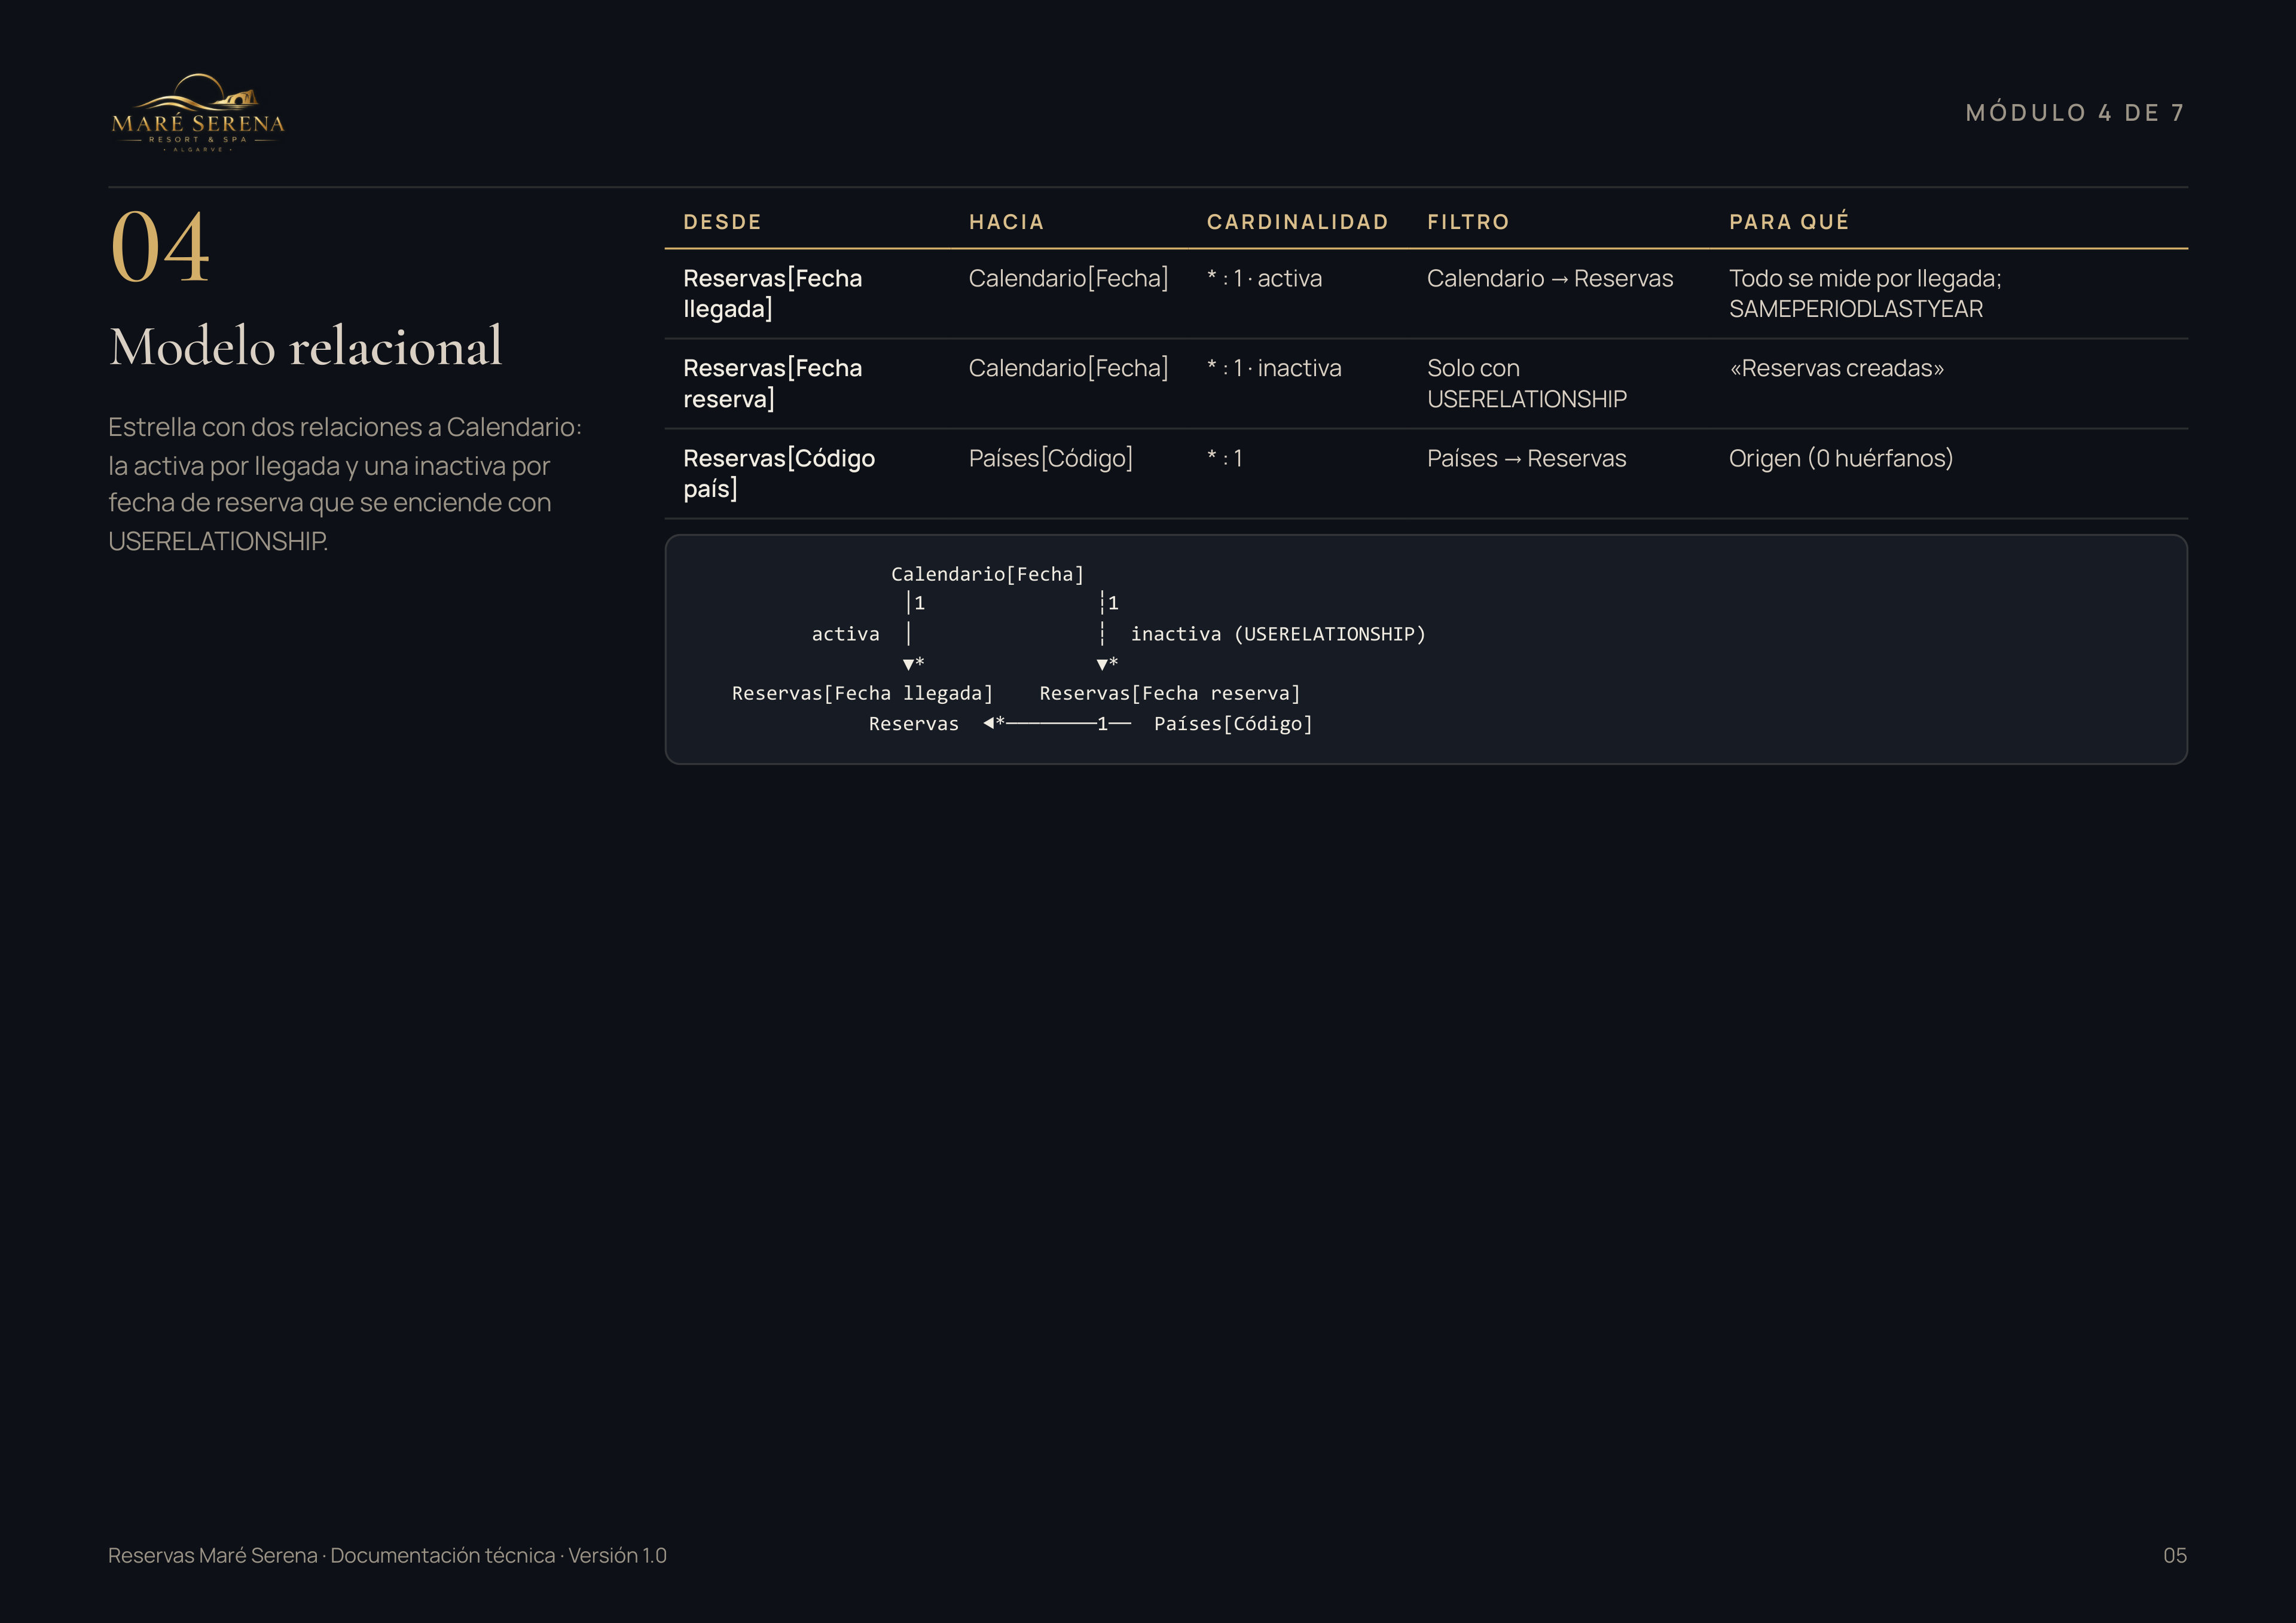 MARÉ SERENA
RESORT & SPA
· ALGARVE ·
MÓDULO 4 DE 7
04
Modelo relacional
Estrella con dos relaciones a Calendario:
la activa por llegada y una inactiva por
fecha de reserva que se enciende con
USERELATIONSHIP.
DESDE HACIA CARDINALIDAD FILTRO PARA QUÉ
Reservas[Fecha llegada] Calendario[Fecha] * : 1 · activa Calendario → Reservas Todo se mide por llegada; SAMEPERIODLASTYEAR
Reservas[Fecha reserva] Calendario[Fecha] * : 1 · inactiva Solo con USERELATIONSHIP «Reservas creadas»
Reservas[Código país] Países[Código] * : 1 Países → Reservas Origen (0 huérfanos)
Calendario[Fecha]
│1 ┆1
activa │ ┆ inactiva (USERELATIONSHIP)
▼* ▼*
Reservas[Fecha llegada] Reservas[Fecha reserva]
Reservas ◄*────────1── Países[Código]
Reservas Maré Serena · Documentación técnica · Versión 1.0
05